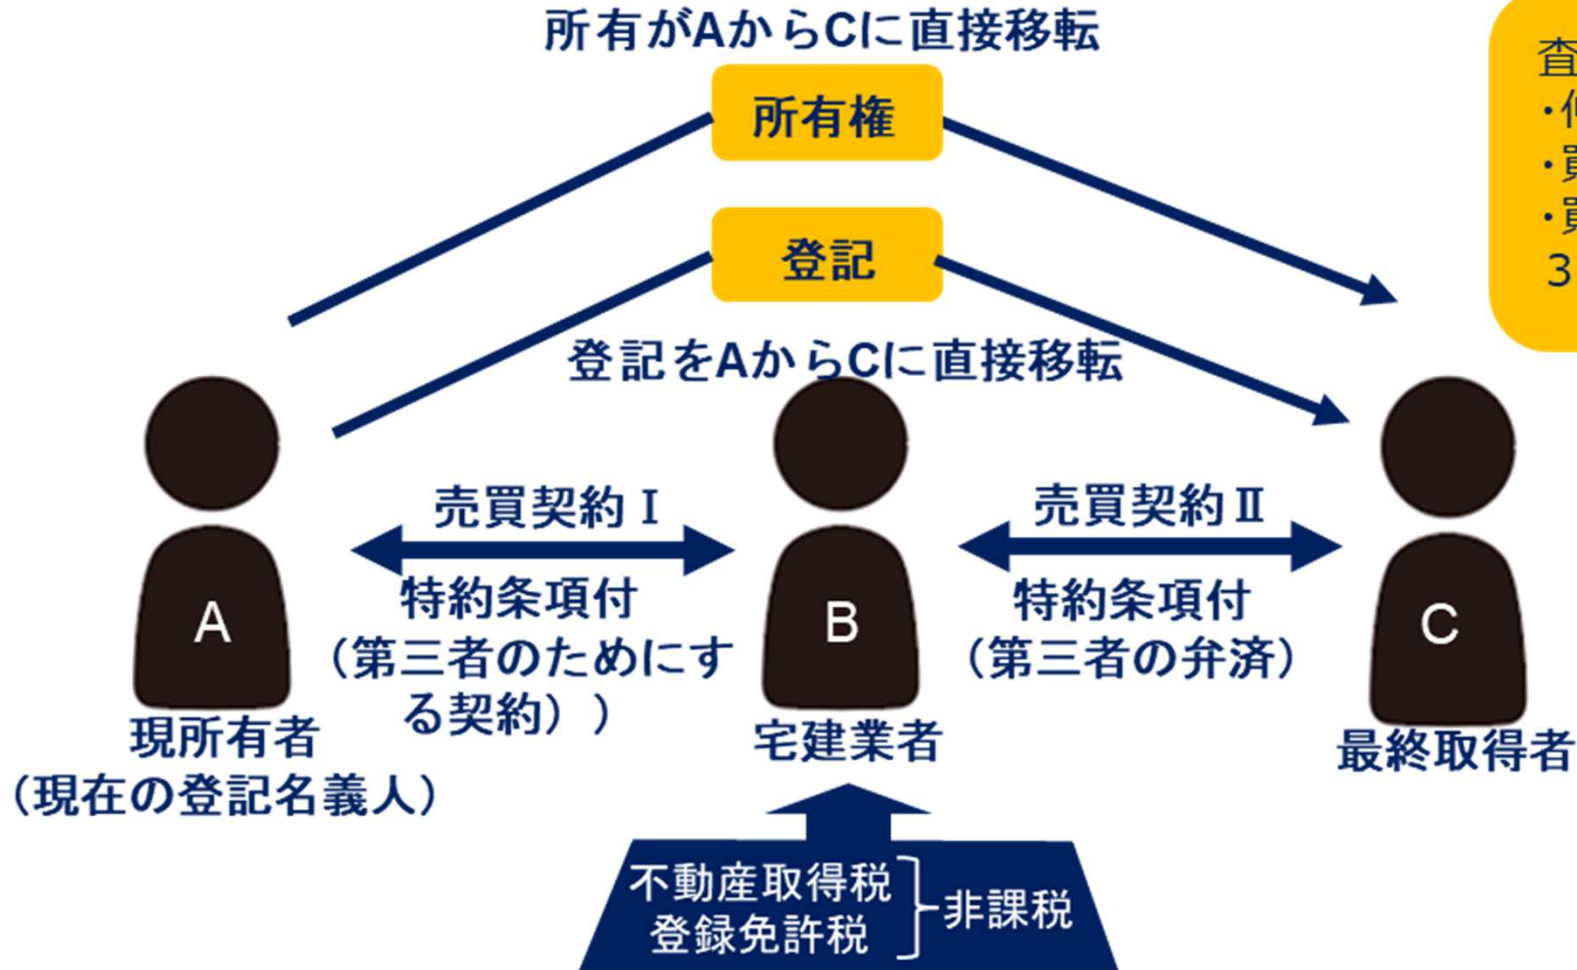 所有がAからCに直接移転
所有権
査
登記
3
登記をAからCに直接移転
売買契約Ⅰ
特約条項付
（第三者のためにす
る契約））
売買契約Ⅱ
特約条項付
（第三者の弁済）
A
B
C
現所有者
（現在の登記名義人）
宅建業者
最終取得者
不動産取得税
登録免許税
非課税